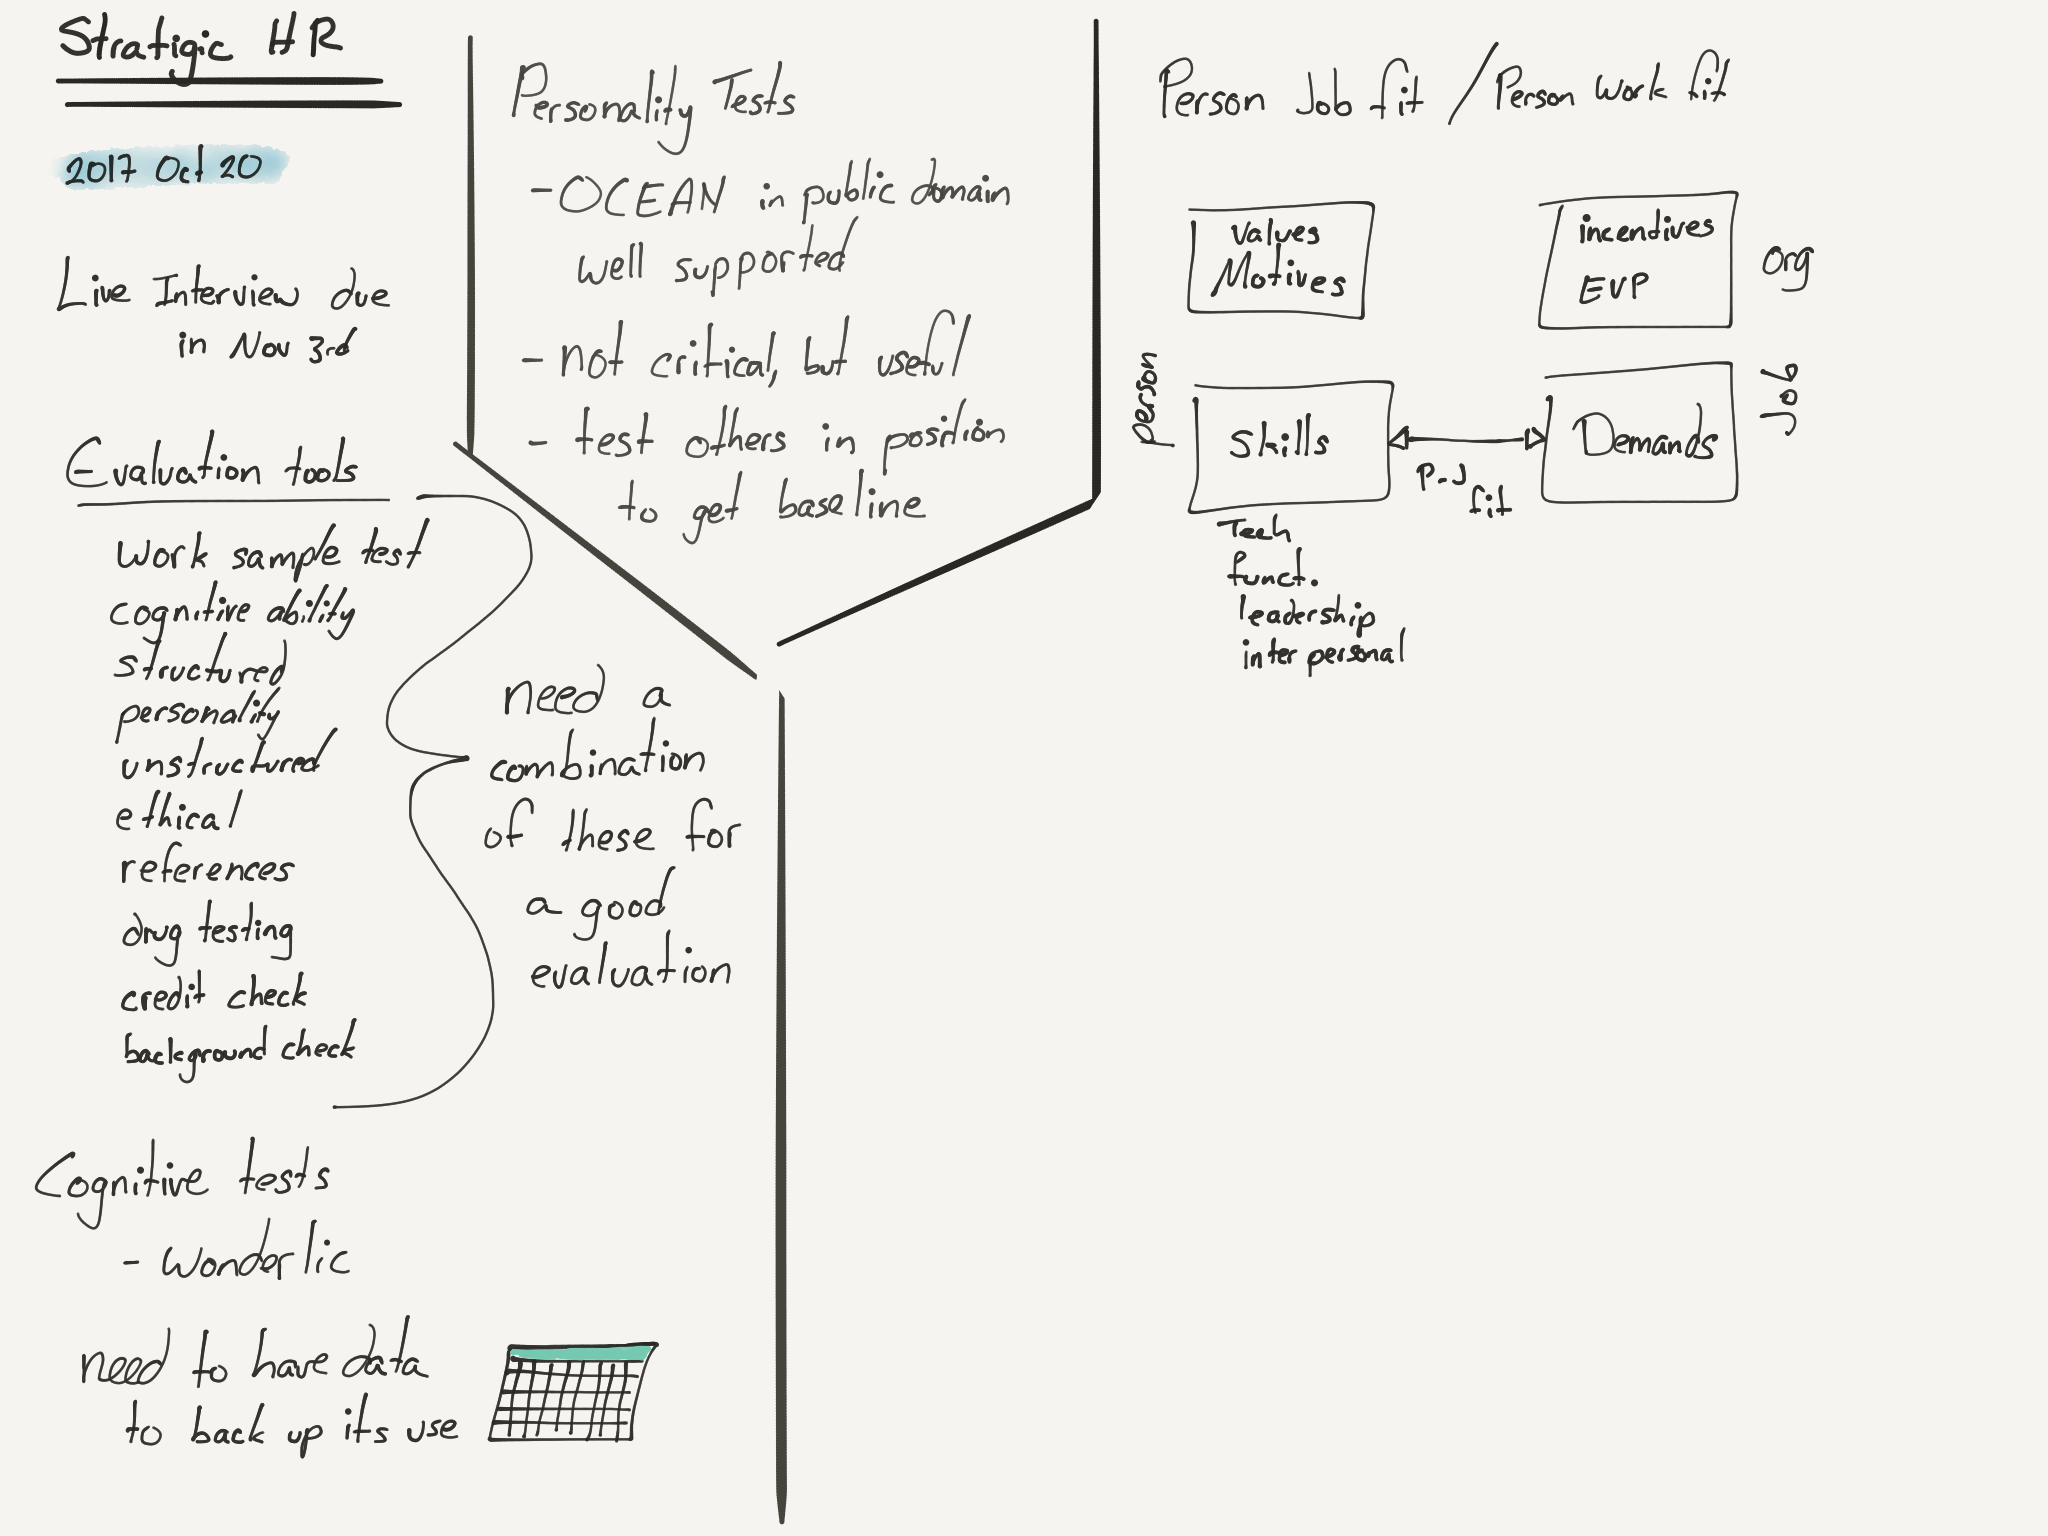 Stratigic HR
2017 Oct 20
Live Interview due
in Nov 3rd
Evaluation tools
work sample test
cognitive ability
structured
personality
unstructured
ethical
references
drug testing
credit check
background check
need a
combination
of these for
a good
evaluation
Cognitive tests
- Wonderlic
need to have data
to back up its use
Personality Tests
- OCEAN in public domain
well supported
- not critical, but useful
- test others in position
to get baseline
Person Job fit / Person Work fit
Values
Motives
incentives
EVP
org
Person
Skills
P-J
fit
Demands
Job
Tech
funct.
leadership
interpersonal